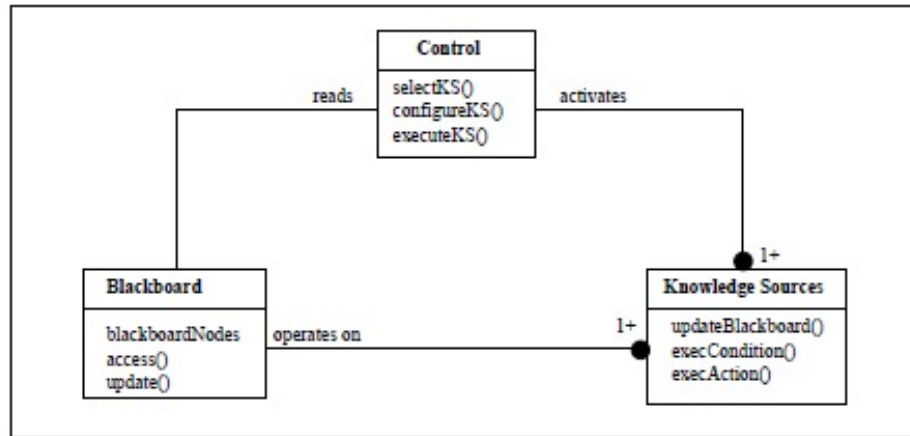 Control
selectKS()
configureKS()
executeKS()
reads
activates
1+
Blackboard
blackboardNodes
access()
update()
operates on
1+
Knowledge Sources
updateBlackboard()
execCondition()
execAction()